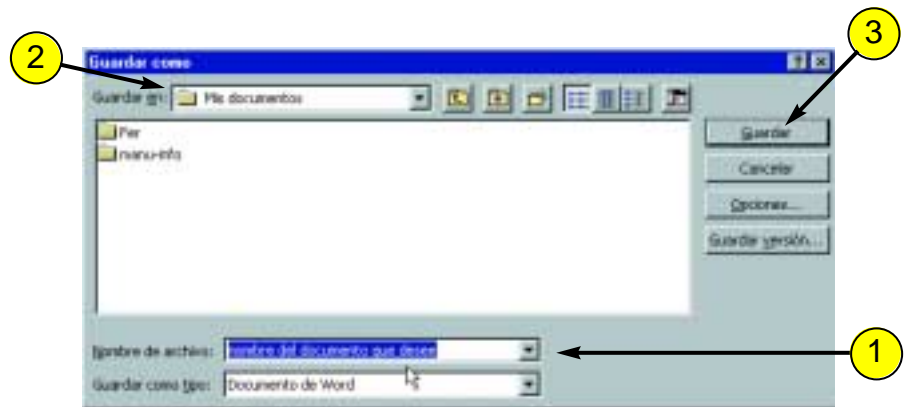 2
3
Guardar como
Guardar en: Mis documentos
Fer
manu-info
Guardar
Cancelar
Opciones...
Guardar versión...
Nombre de archivo: nombre del documento que desee
1
Guardar como tipo: Documento de Word